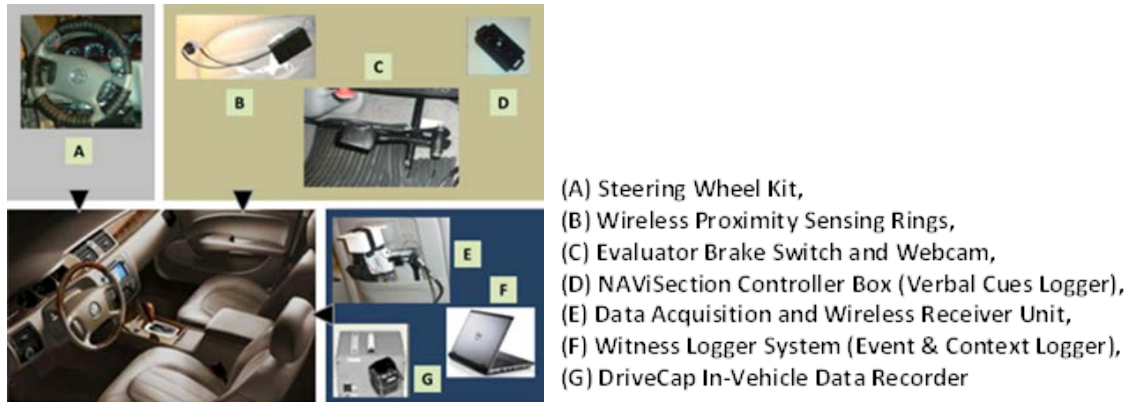 A
B
C
D
E
F
G
(A) Steering Wheel Kit,
(B) Wireless Proximity Sensing Rings,
(C) Evaluator Brake Switch and Webcam,
(D) NAViSection Controller Box (Verbal Cues Logger),
(E) Data Acquisition and Wireless Receiver Unit,
(F) Witness Logger System (Event & Context Logger),
(G) DriveCap In-Vehicle Data Recorder